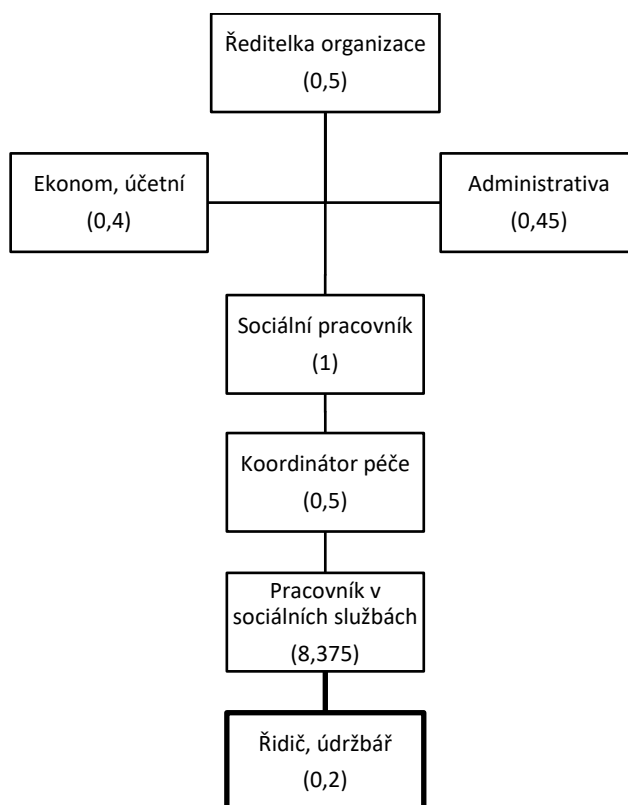 Ředitelka organizace
(0,5)
Ekonom, účetní
(0,4)
Administrativa
(0,45)
Sociální pracovník
(1)
Koordinátor péče
(0,5)
Pracovník v
sociálních službách
(8,375)
Řidič, údržbář
(0,2)